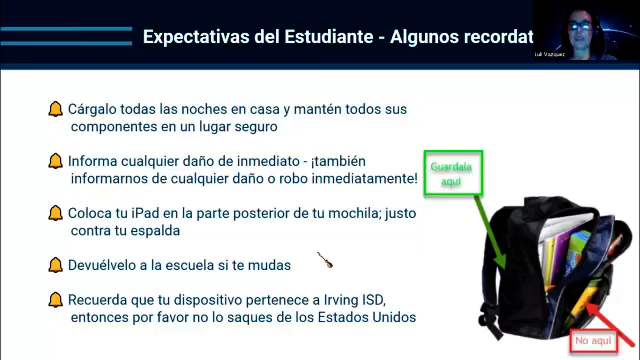 Expectativas del Estudiante - Algunos recordat
Luli Vazquez
Cárgalo todas las noches en casa y mantén todos sus
componentes en un lugar seguro
Informa cualquier daño de inmediato - ¡también
informarnos de cualquier daño o robo inmediatamente!
Coloca tu iPad en la parte posterior de tu mochila; justo
contra tu espalda
Devuélvelo a la escuela si te mudas
Recuerda que tu dispositivo pertenece a Irving ISD,
entonces por favor no lo saques de los Estados Unidos
Guardala
aquí
No aquí